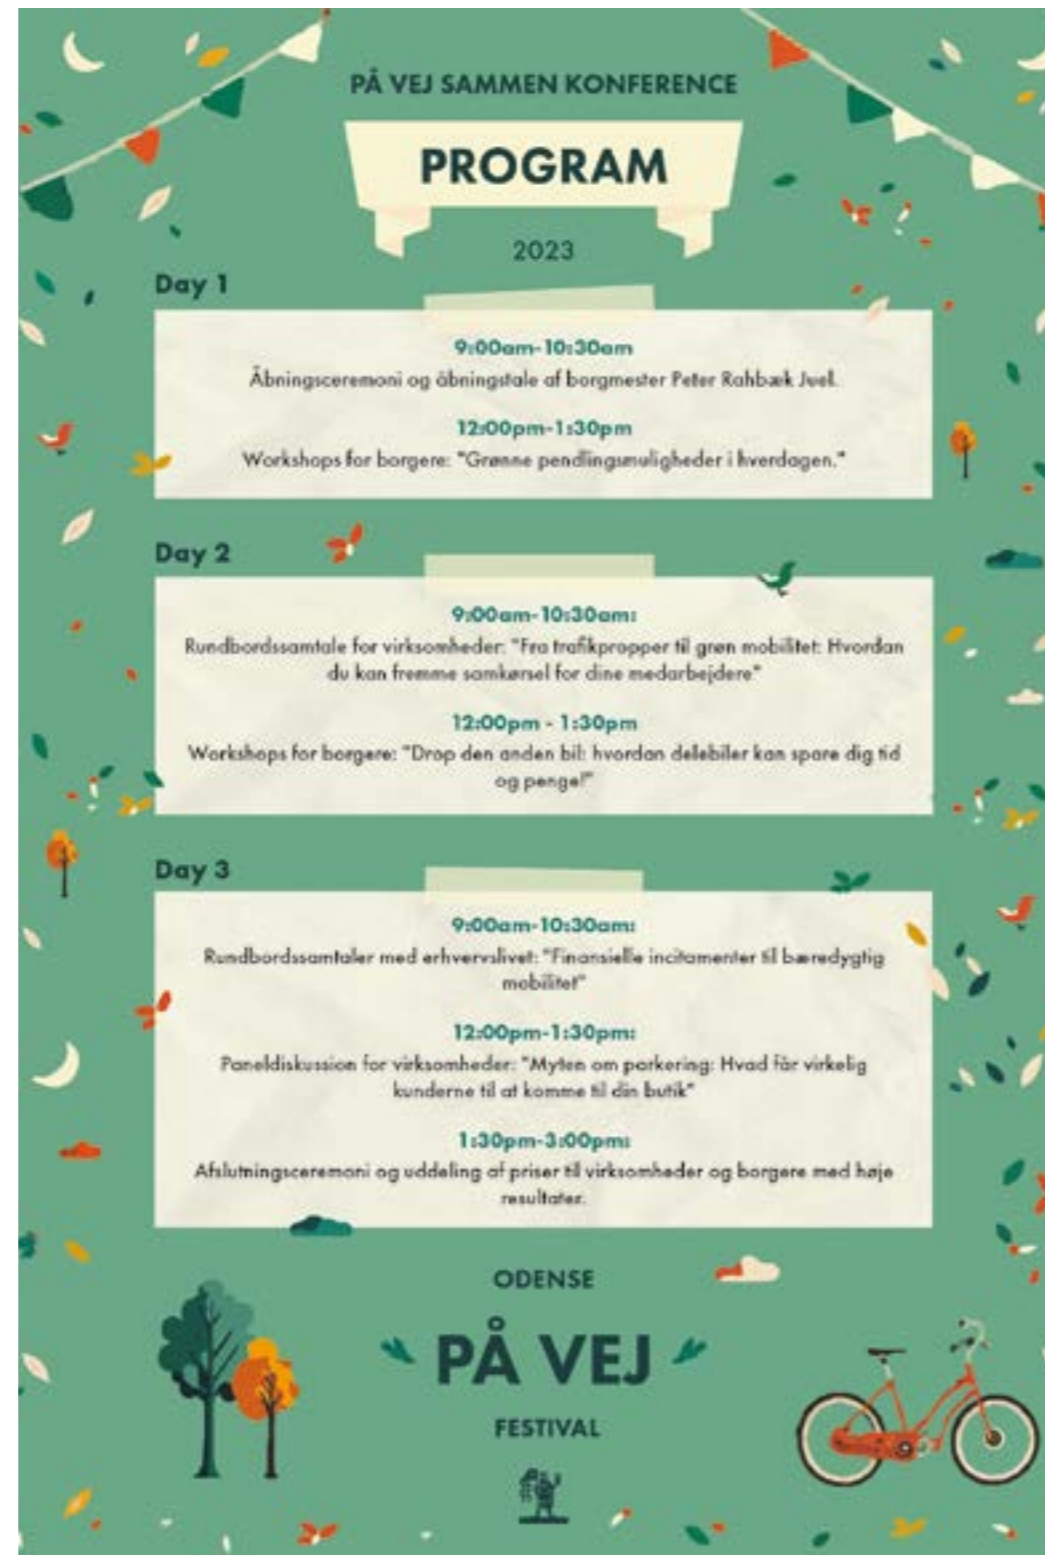 PÅ VEJ SAMMEN KONFERENCE
PROGRAM
2023
Day 1
9:00am-10:30am
Åbningsceremoni og åbningstale af borgmester Peter Rahbæk Juel.
12:00pm-1:30pm
Workshops for borgere: "Grønne pendlingsmuligheder i hverdagen."
Day 2
9:00am-10:30am:
Rundbordssamtale for virksomheder: "Fra trafikpropper til grøn mobilitet: Hvordan
du kan fremme samkørsel for dine medarbejdere"
12:00pm - 1:30pm
Workshops for borgere: "Drop den anden bil: hvordan delebiler kan spare dig tid
og penge!"
Day 3
9:00am-10:30am:
Rundbordssamtaler med erhvervslivet: "Finansielle incitamenter til bæredygtig
mobilitet"
12:00pm-1:30pm:
Paneldiskussion for virksomheder: "Myten om parkering: Hvad får virkelig
kunderne til at komme til din butik"
1:30pm-3:00pm:
Afslutningsceremoni og uddeling af priser til virksomheder og borgere med høje
resultater.
ODENSE
PÅ VEJ
FESTIVAL